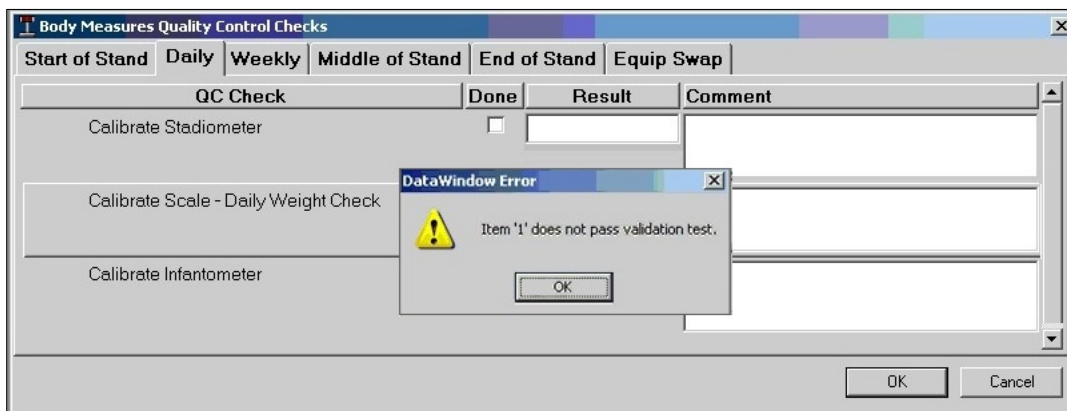 Body Measures Quality Control Checks
Start of Stand Daily Weekly Middle of Stand End of Stand Equip Swap
QC Check Done Result Comment
Calibrate Stadiometer
DataWindow Error
Calibrate Scale - Daily Weight Check
Item '1' does not pass validation test.
Calibrate Infantometer
OK
OK Cancel